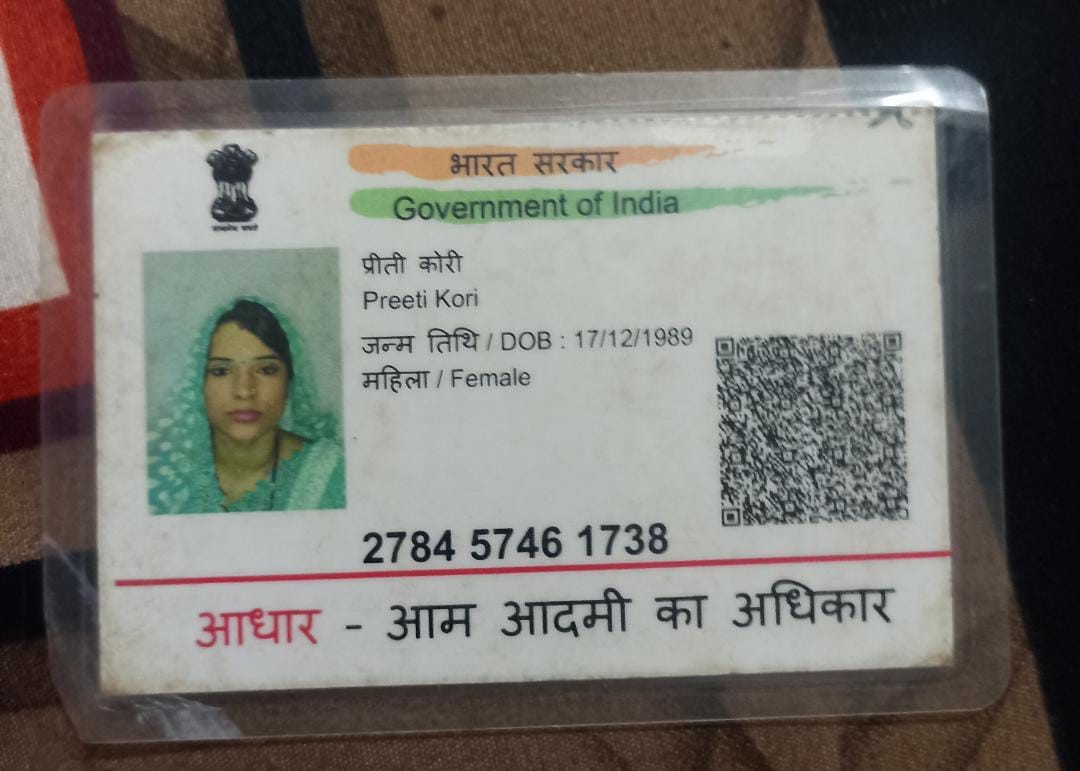 भारत सरकार
Government of India
प्रीती कोरी
Preeti Kori
जन्म तिथि / DOB : 17/12/1989
महिला / Female
2784 5746 1738
आधार - आम आदमी का अधिकार